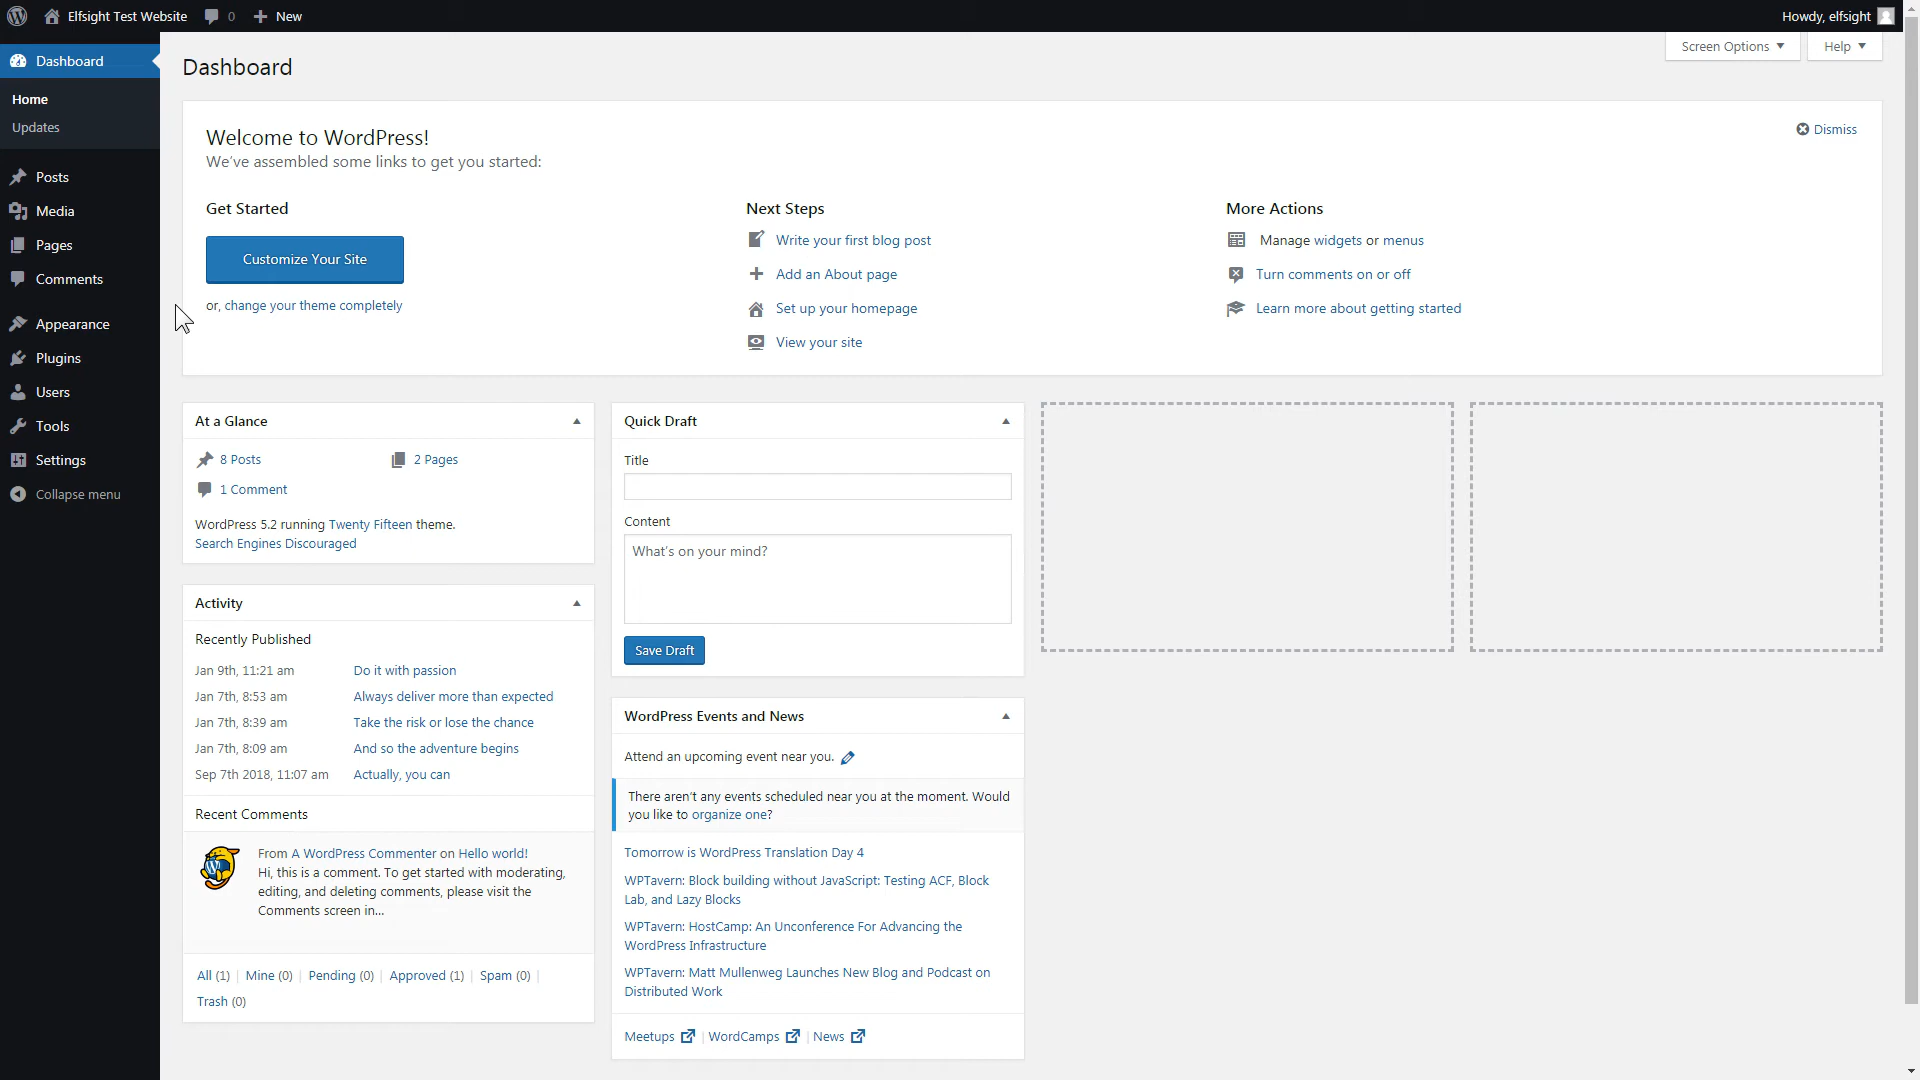 Elfsight Test Website
0
New
Howdy, elfsight
Dashboard
Home
Updates
Posts
Media
Pages
Comments
Appearance
Plugins
Users
Tools
Settings
Collapse menu
Screen Options
Help
Dashboard
Welcome to WordPress!
We've assembled some links to get you started:
Dismiss
Get Started
Customize Your Site
or, change your theme completely
Next Steps
Write your first blog post
Add an About page
Set up your homepage
View your site
More Actions
Manage widgets or menus
Turn comments on or off
Learn more about getting started
At a Glance
8 Posts
2 Pages
1 Comment
WordPress 5.2 running Twenty Fifteen theme.
Search Engines Discouraged
Activity
Recently Published
Jan 9th, 11:21 am Do it with passion
Jan 7th, 8:53 am Always deliver more than expected
Jan 7th, 8:39 am Take the risk or lose the chance
Jan 7th, 8:09 am And so the adventure begins
Sep 7th 2018, 11:07 am Actually, you can
Recent Comments
From A WordPress Commenter on Hello world!
Hi, this is a comment. To get started with moderating,
editing, and deleting comments, please visit the
Comments screen in...
All (1) | Mine (0) | Pending (0) | Approved (1) | Spam (0) |
Trash (0)
Quick Draft
Title
Content
What's on your mind?
Save Draft
WordPress Events and News
Attend an upcoming event near you.
There aren't any events scheduled near you at the moment. Would
you like to organize one?
Tomorrow is WordPress Translation Day 4
WPTavern: Block building without JavaScript: Testing ACF, Block
Lab, and Lazy Blocks
WPTavern: HostCamp: An Unconference For Advancing the
WordPress Infrastructure
WPTavern: Matt Mullenweg Launches New Blog and Podcast on
Distributed Work
Meetups | WordCamps | News